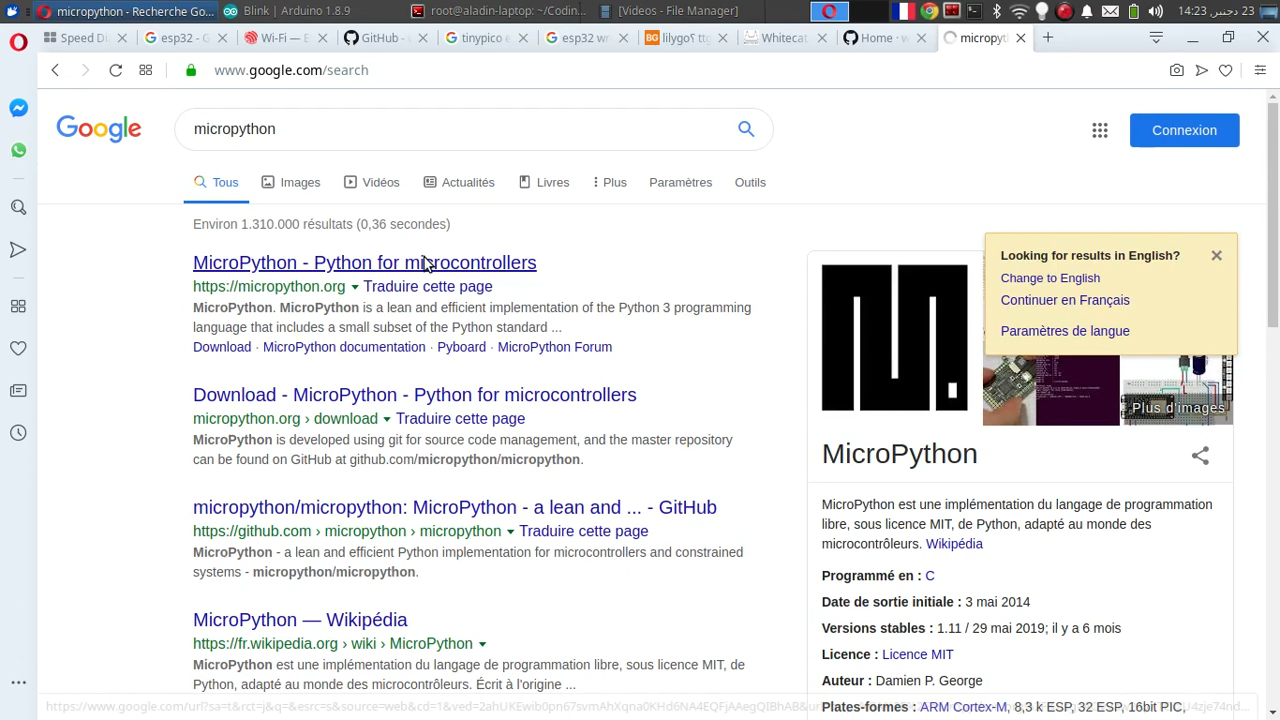 micropython - Recherche Go...
Blink | Arduino 1.8.9
root@aladin-laptop: ~/Codin...
[Videos - File Manager]
23 دجنبر, 14:23
Speed Di
esp32 - G
Wi-Fi — E
GitHub -
tinypico e
esp32 wr
micropyt
Whitecat
Home · w
www.google.com/search
Google
micropython
Connexion
Tous
Images
Vidéos
Actualités
Livres
Plus
Paramètres
Outils
Environ 1.310.000 résultats (0,36 secondes)
MicroPython - Python for microcontrollers
https://micropython.org
Traduire cette page
MicroPython. MicroPython is a lean and efficient implementation of the Python 3 programming
language that includes a small subset of the Python standard ...
Download · MicroPython documentation · Pyboard · MicroPython Forum
Download - MicroPython - Python for microcontrollers
micropython.org › download
Traduire cette page
MicroPython is developed using git for source code management, and the master repository
can be found on GitHub at github.com/micropython/micropython.
micropython/micropython: MicroPython - a lean and ... - GitHub
https://github.com › micropython › micropython
Traduire cette page
MicroPython - a lean and efficient Python implementation for microcontrollers and constrained
systems - micropython/micropython.
MicroPython — Wikipédia
https://fr.wikipedia.org › wiki › MicroPython
MicroPython est une implémentation du langage de programmation libre, sous licence MIT, de
Python, adapté au monde des microcontrôleurs. Écrit à l'origine ...
Looking for results in English?
Change to English
Continuer en Français
Paramètres de langue
Plus d'images
MicroPython
MicroPython est une implémentation du langage de programmation
libre, sous licence MIT, de Python, adapté au monde des
microcontrôleurs. Wikipédia
Programmé en : C
Date de sortie initiale : 3 mai 2014
Versions stables : 1.11 / 29 mai 2019; il y a 6 mois
Licence : Licence MIT
Auteur : Damien P. George
Plates-formes : ARM Cortex-M, 8,3 k ESP, 32 ESP, 16bit PIC,